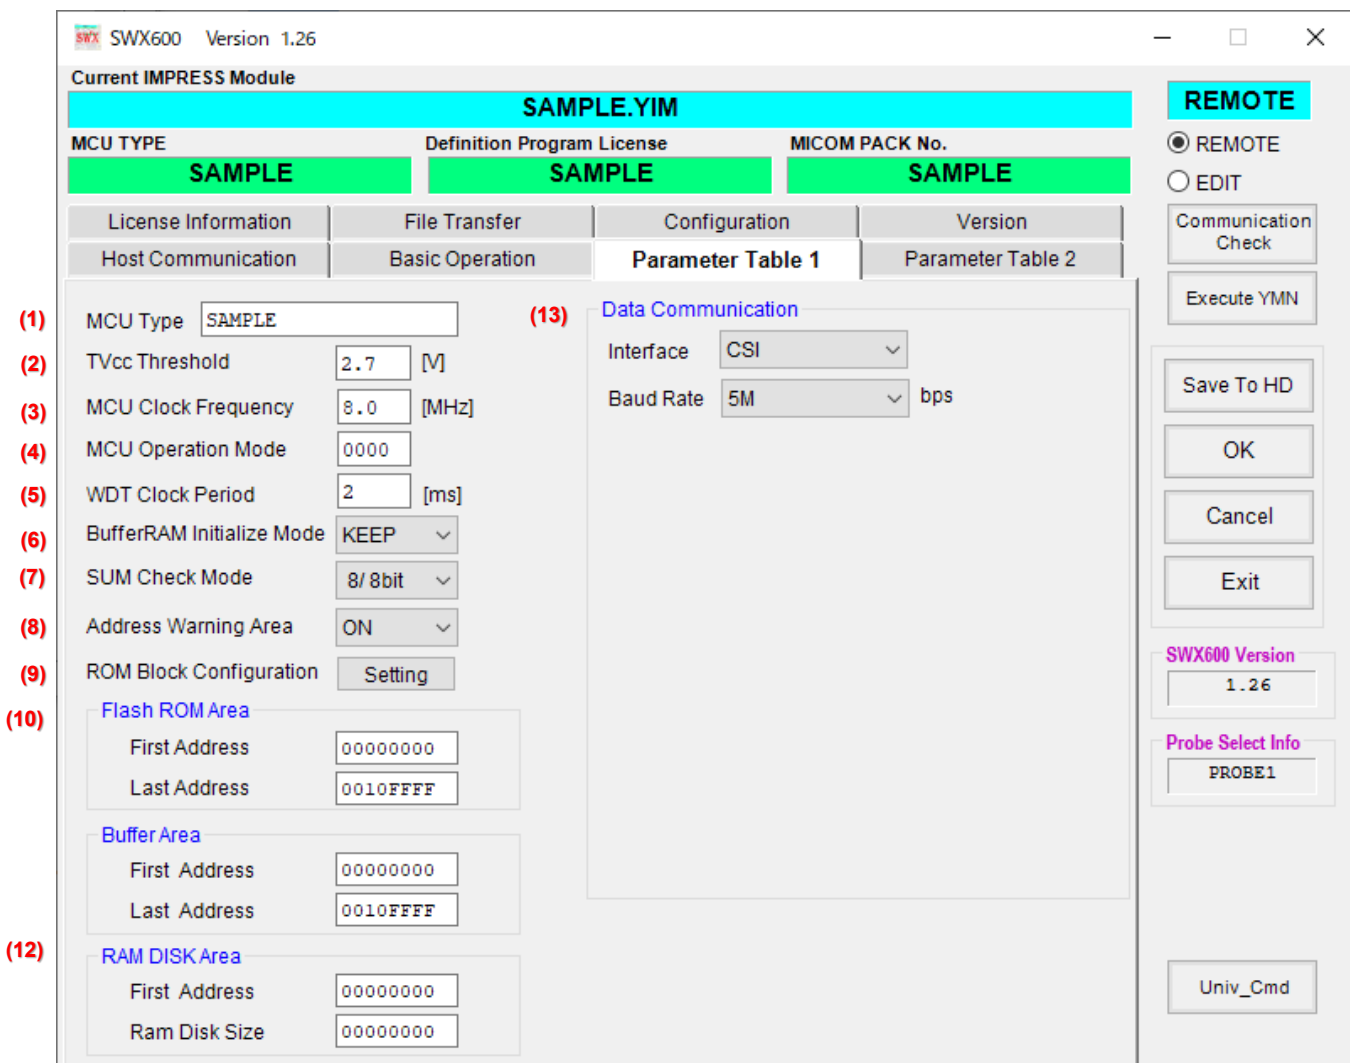 SWX SWX600 Version 1.26
Current IMPRESS Module
SAMPLE.YIM
MCU TYPE Definition Program License MICOM PACK No.
SAMPLE SAMPLE SAMPLE
License Information File Transfer Configuration Version
Host Communication Basic Operation Parameter Table 1 Parameter Table 2
(1) MCU Type SAMPLE
(2) TVcc Threshold 2.7 [V]
(3) MCU Clock Frequency 8.0 [MHz]
(4) MCU Operation Mode 0000
(5) WDT Clock Period 2 [ms]
(6) BufferRAM Initialize Mode KEEP
(7) SUM Check Mode 8/ 8bit
(8) Address Warning Area ON
(9) ROM Block Configuration Setting
(10) Flash ROM Area
First Address 00000000
Last Address 0010FFFF
Buffer Area
First Address 00000000
Last Address 0010FFFF
(12) RAM DISK Area
First Address 00000000
Ram Disk Size 00000000
(13) Data Communication
Interface CSI
Baud Rate 5M bps
REMOTE
REMOTE
EDIT
Communication
Check
Execute YMN
Save To HD
OK
Cancel
Exit
SWX600 Version
1.26
Probe Select Info
PROBE1
Univ_Cmd